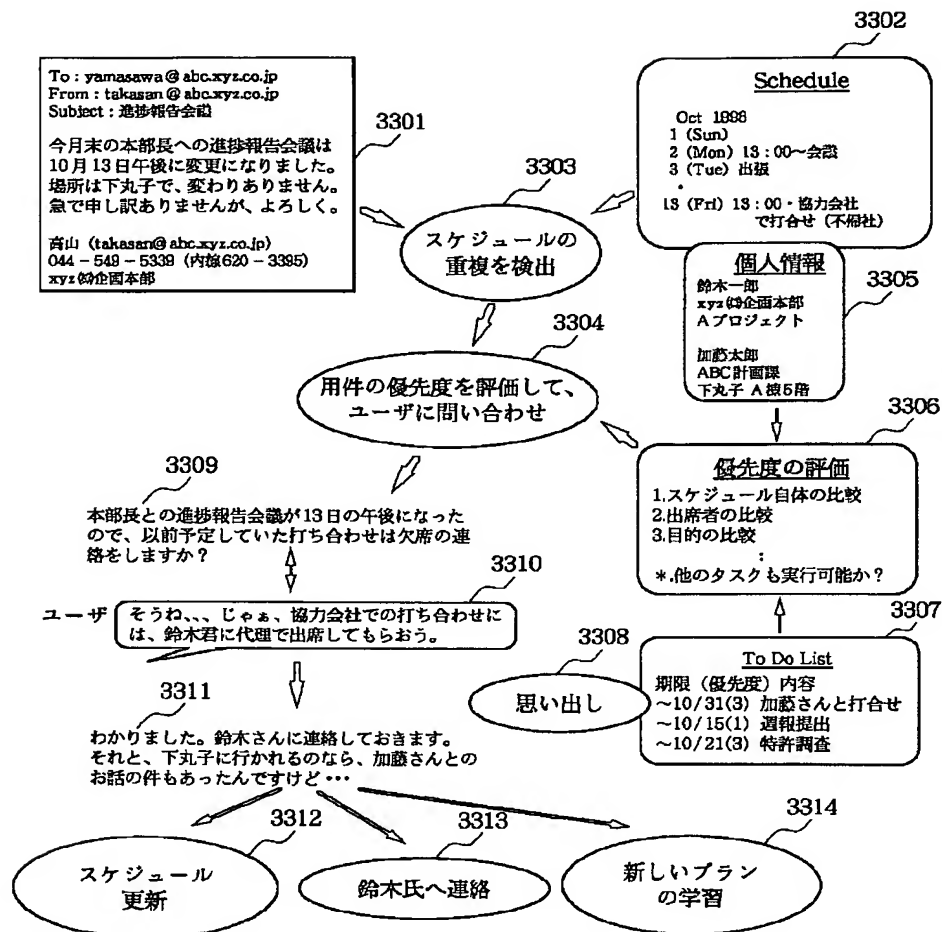 3302
To : yamasawa@abc.xyz.co.jp
From : takasan@abc.xyz.co.jp
Subject : 進捗報告会議
今月末の本部長への進捗報告会議は
10月13日午後に変更になりました。
場所は下丸子で、変わりありません。
急で申し訳ありませんが、よろしく。
高山 (takasan@abc.xyz.co.jp)
044－549－5339 (内線620－3395)
xyz㈱企画本部
3301
Schedule
Oct 1998
1 (Sun)
2 (Mon) 13：00～会議
3 (Tue) 出張
・
13 (Fri) 13：00・協力会社
で打合せ (不帰社)
3303
スケジュールの
重複を検出
個人情報
鈴木一郎
xyz㈱企画本部
Aプロジェクト
加藤太郎
ABC計画課
下丸子 A棟5階
3305
3304
用件の優先度を評価して、
ユーザに問い合わせ
3306
優先度の評価
1.スケジュール自体の比較
2.出席者の比較
3.目的の比較
：
＊.他のタスクも実行可能か？
3309
本部長との進捗報告会議が13日の午後になった
ので、以前予定していた打ち合わせは欠席の連
絡をしますか？
3310
ユーザ
そうね、、、じゃぁ、協力会社での打ち合わせに
は、鈴木君に代理で出席してもらおう。
3307
To Do List
期限（優先度）内容
～10/31(3) 加藤さんと打合せ
～10/15(1) 週報提出
～10/21(3) 特許調査
3308
思い出し
3311
わかりました。鈴木さんに連絡しておきます。
それと、下丸子に行かれるのなら、加藤さんとの
お話の件もあったんですけど・・・
3312
スケジュール
更新
3313
鈴木氏へ連絡
3314
新しいプラン
の学習